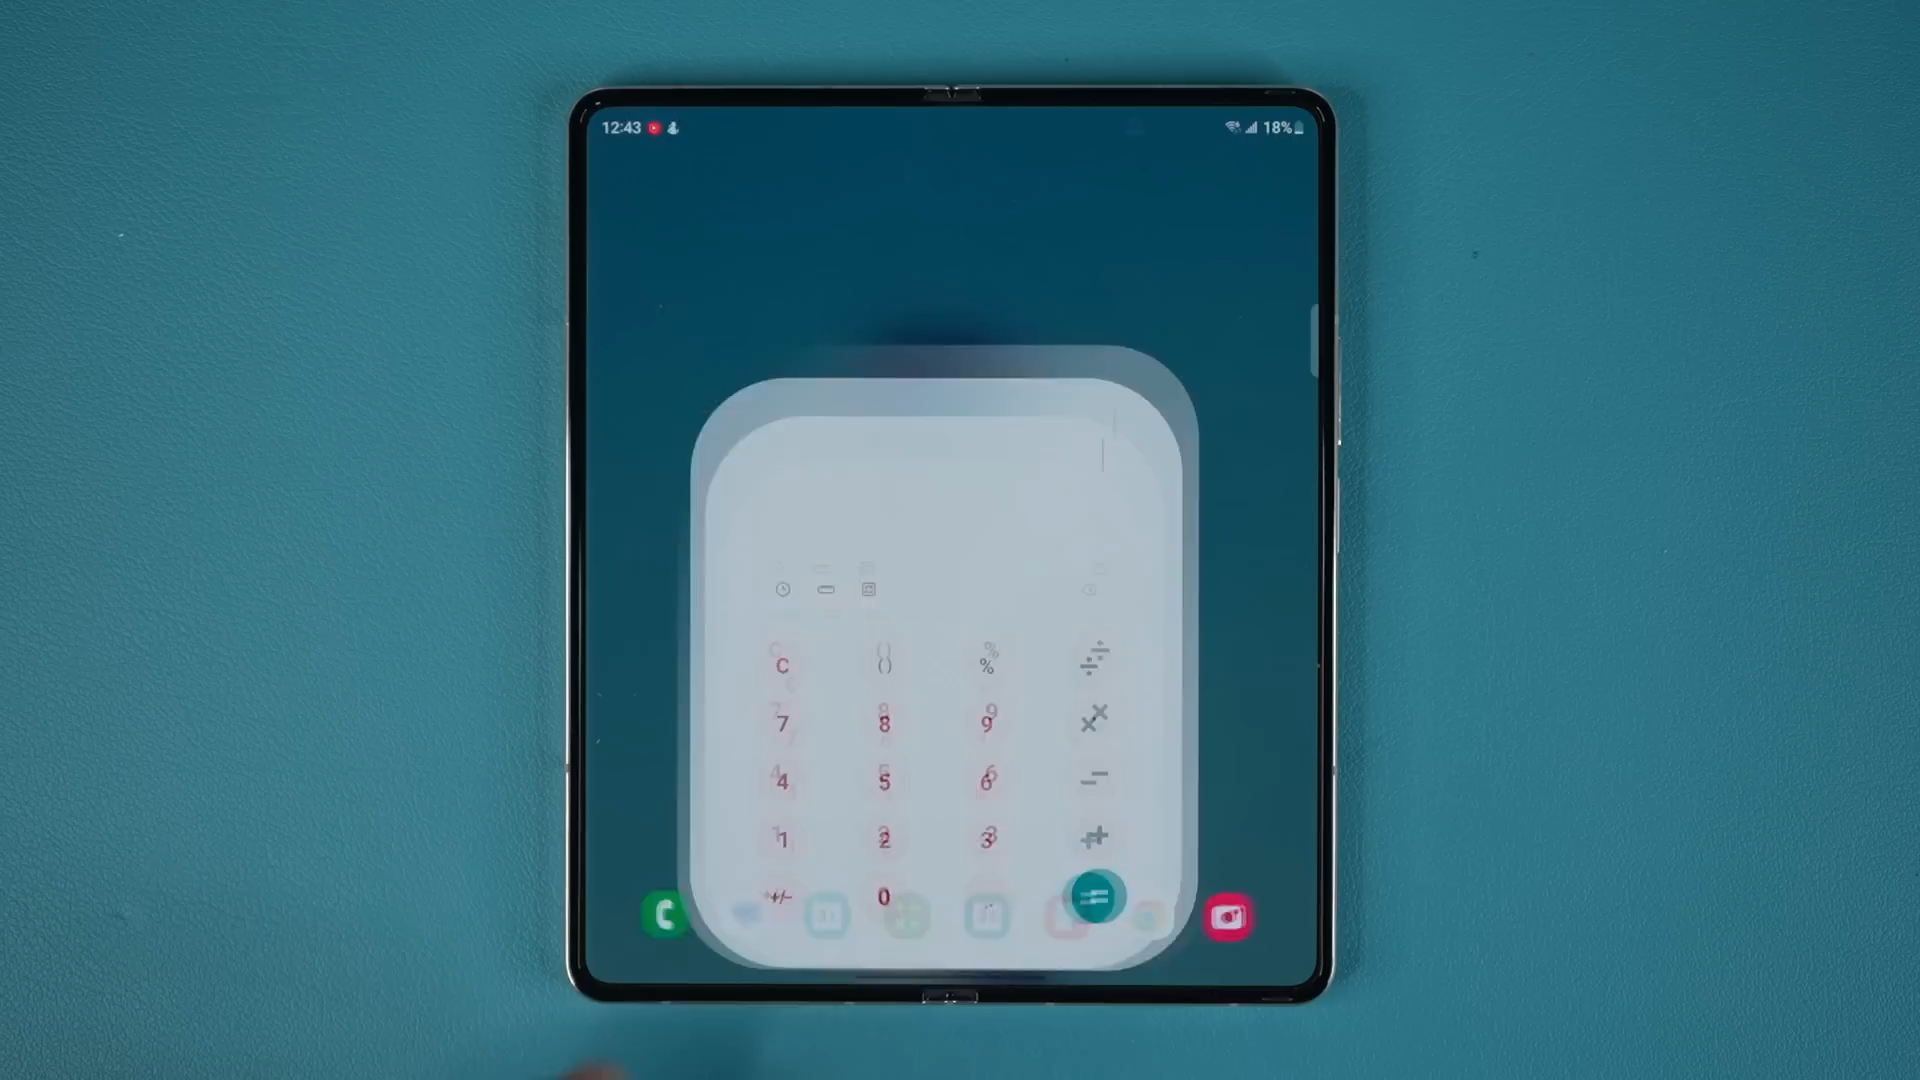 12:43 18%
C () % ÷
7 8 9 ×
4 5 6 −
1 2 3 +
+/- 0 . =